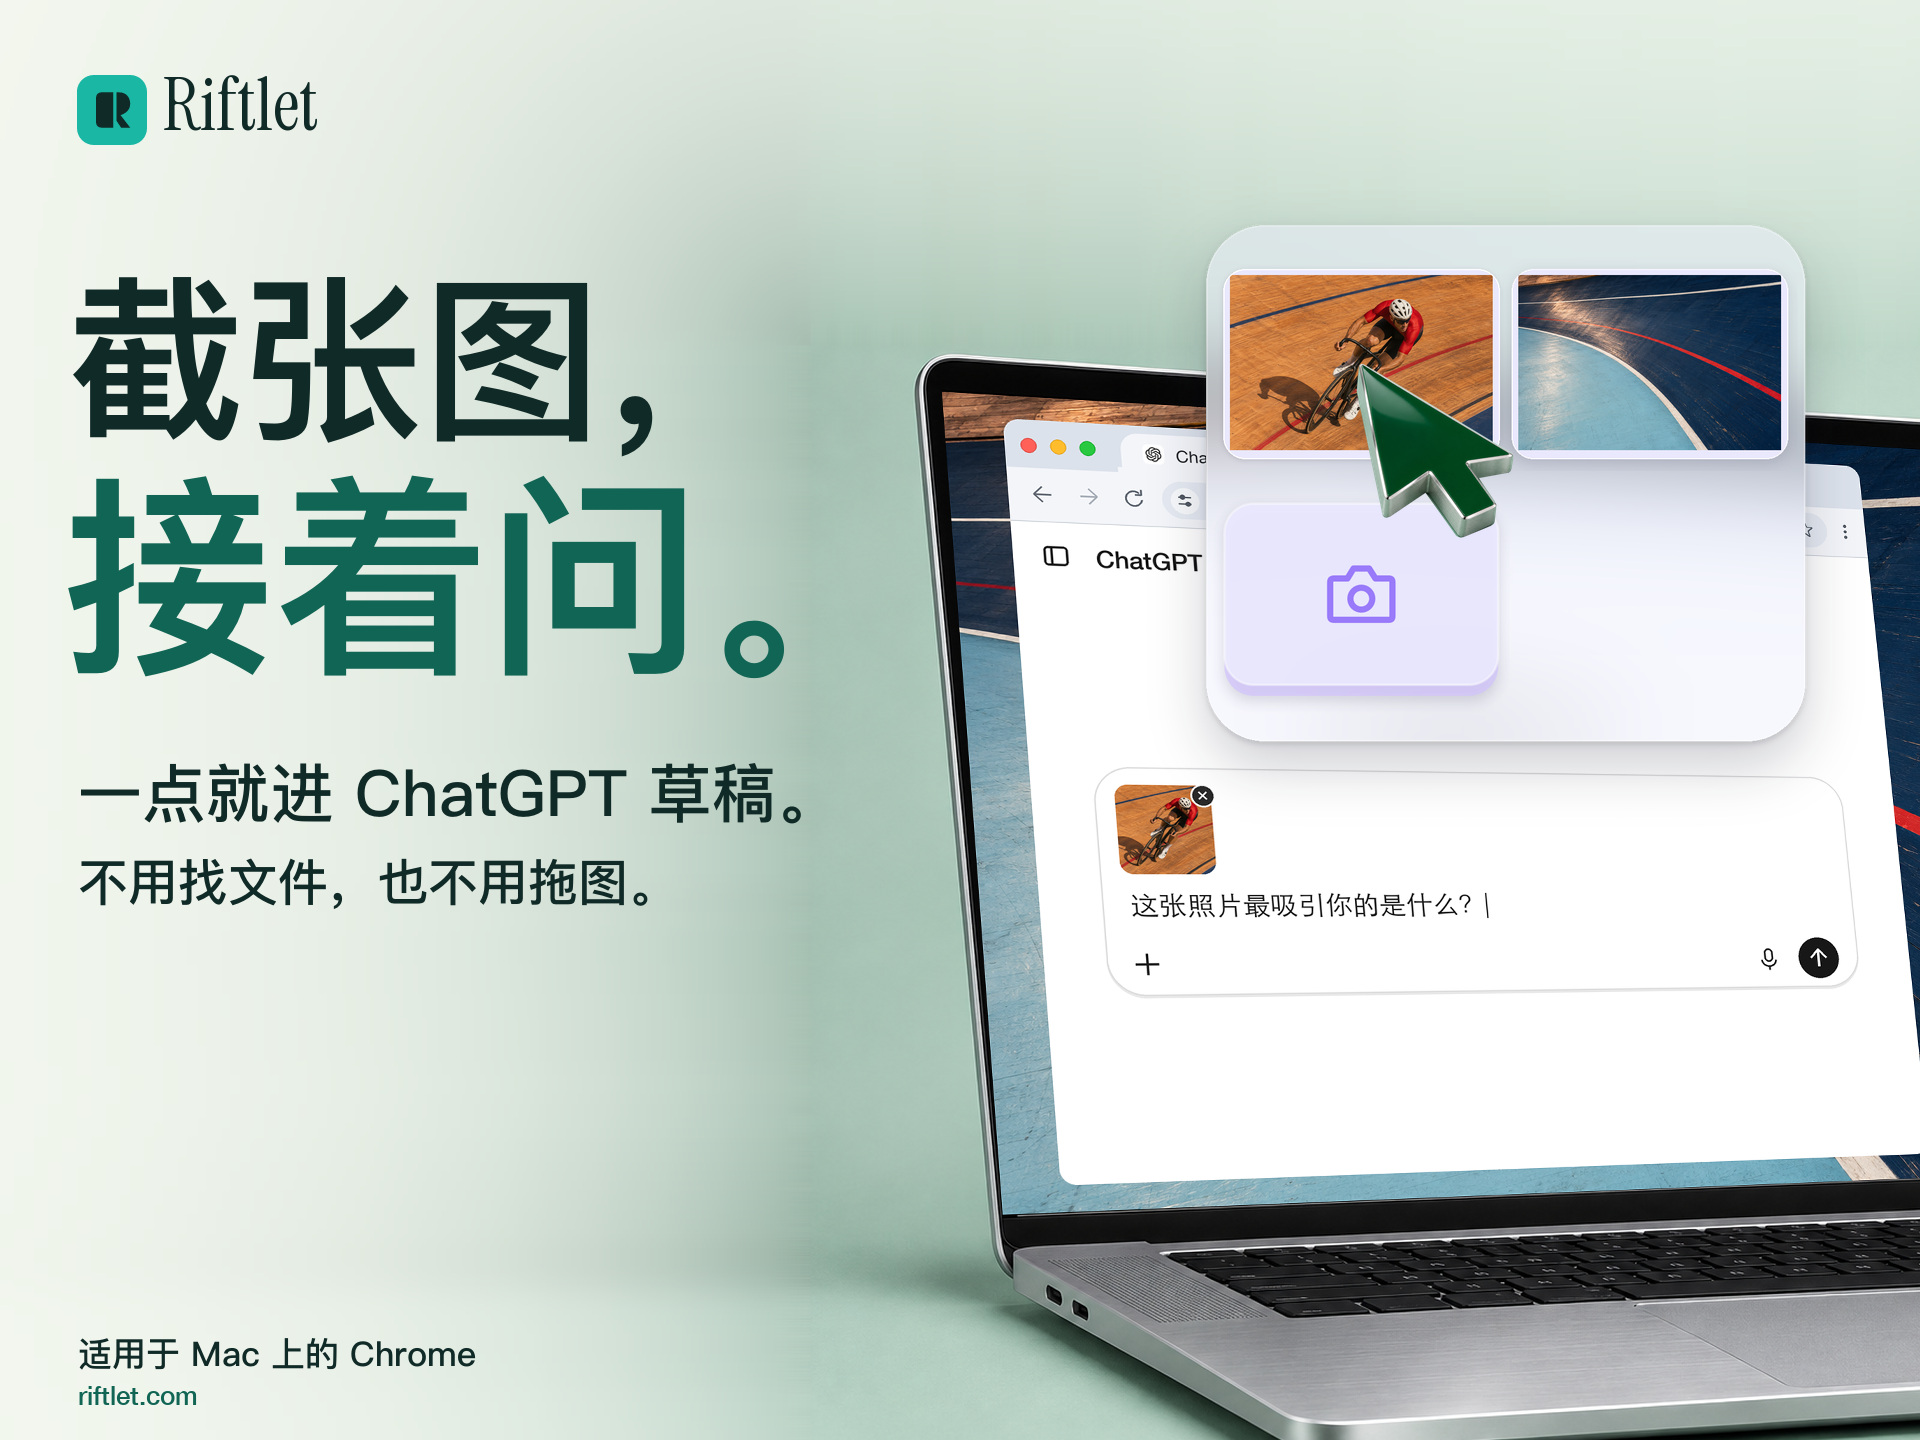 Riftlet
截张图，
接着问。
一点就进 ChatGPT 草稿。
不用找文件，也不用拖图。
适用于 Mac 上的 Chrome
riftlet.com
Cha
ChatGPT
这张照片最吸引你的是什么？